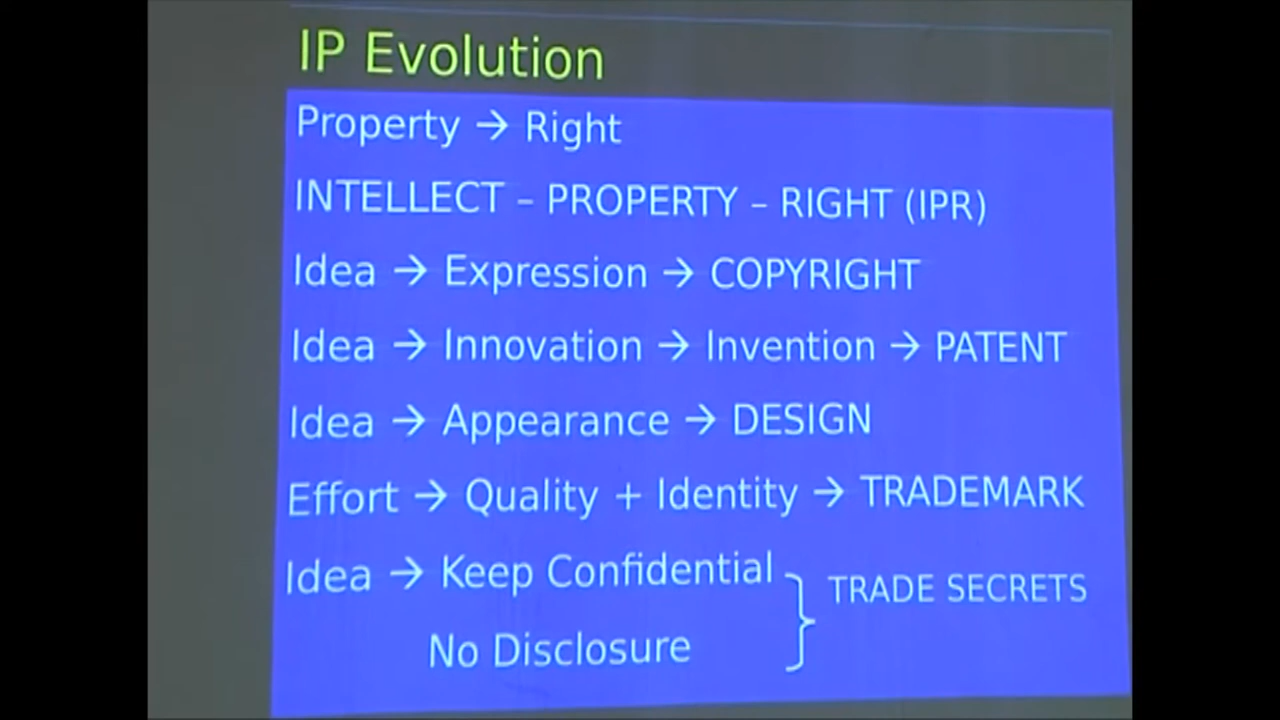 IP Evolution
Property → Right
INTELLECT – PROPERTY – RIGHT (IPR)
Idea → Expression → COPYRIGHT
Idea → Innovation → Invention → PATENT
Idea → Appearance → DESIGN
Effort → Quality + Identity → TRADEMARK
Idea → Keep Confidential
TRADE SECRETS
No Disclosure